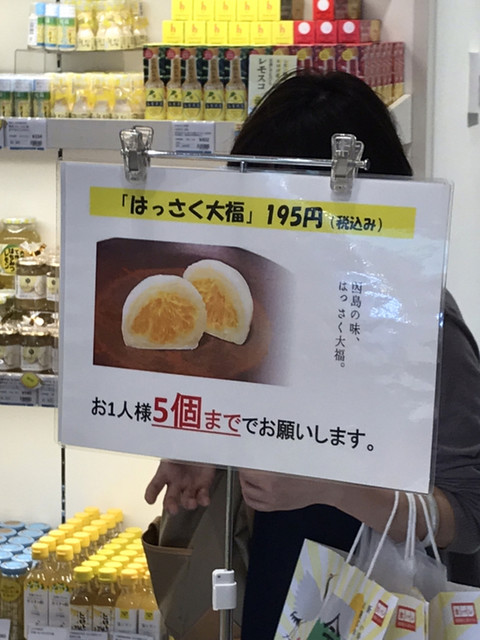 レモスコ
「はっさく大福」195円(税込み)
因島の味、
はっさく大福。
お1人様5個まででお願いします。